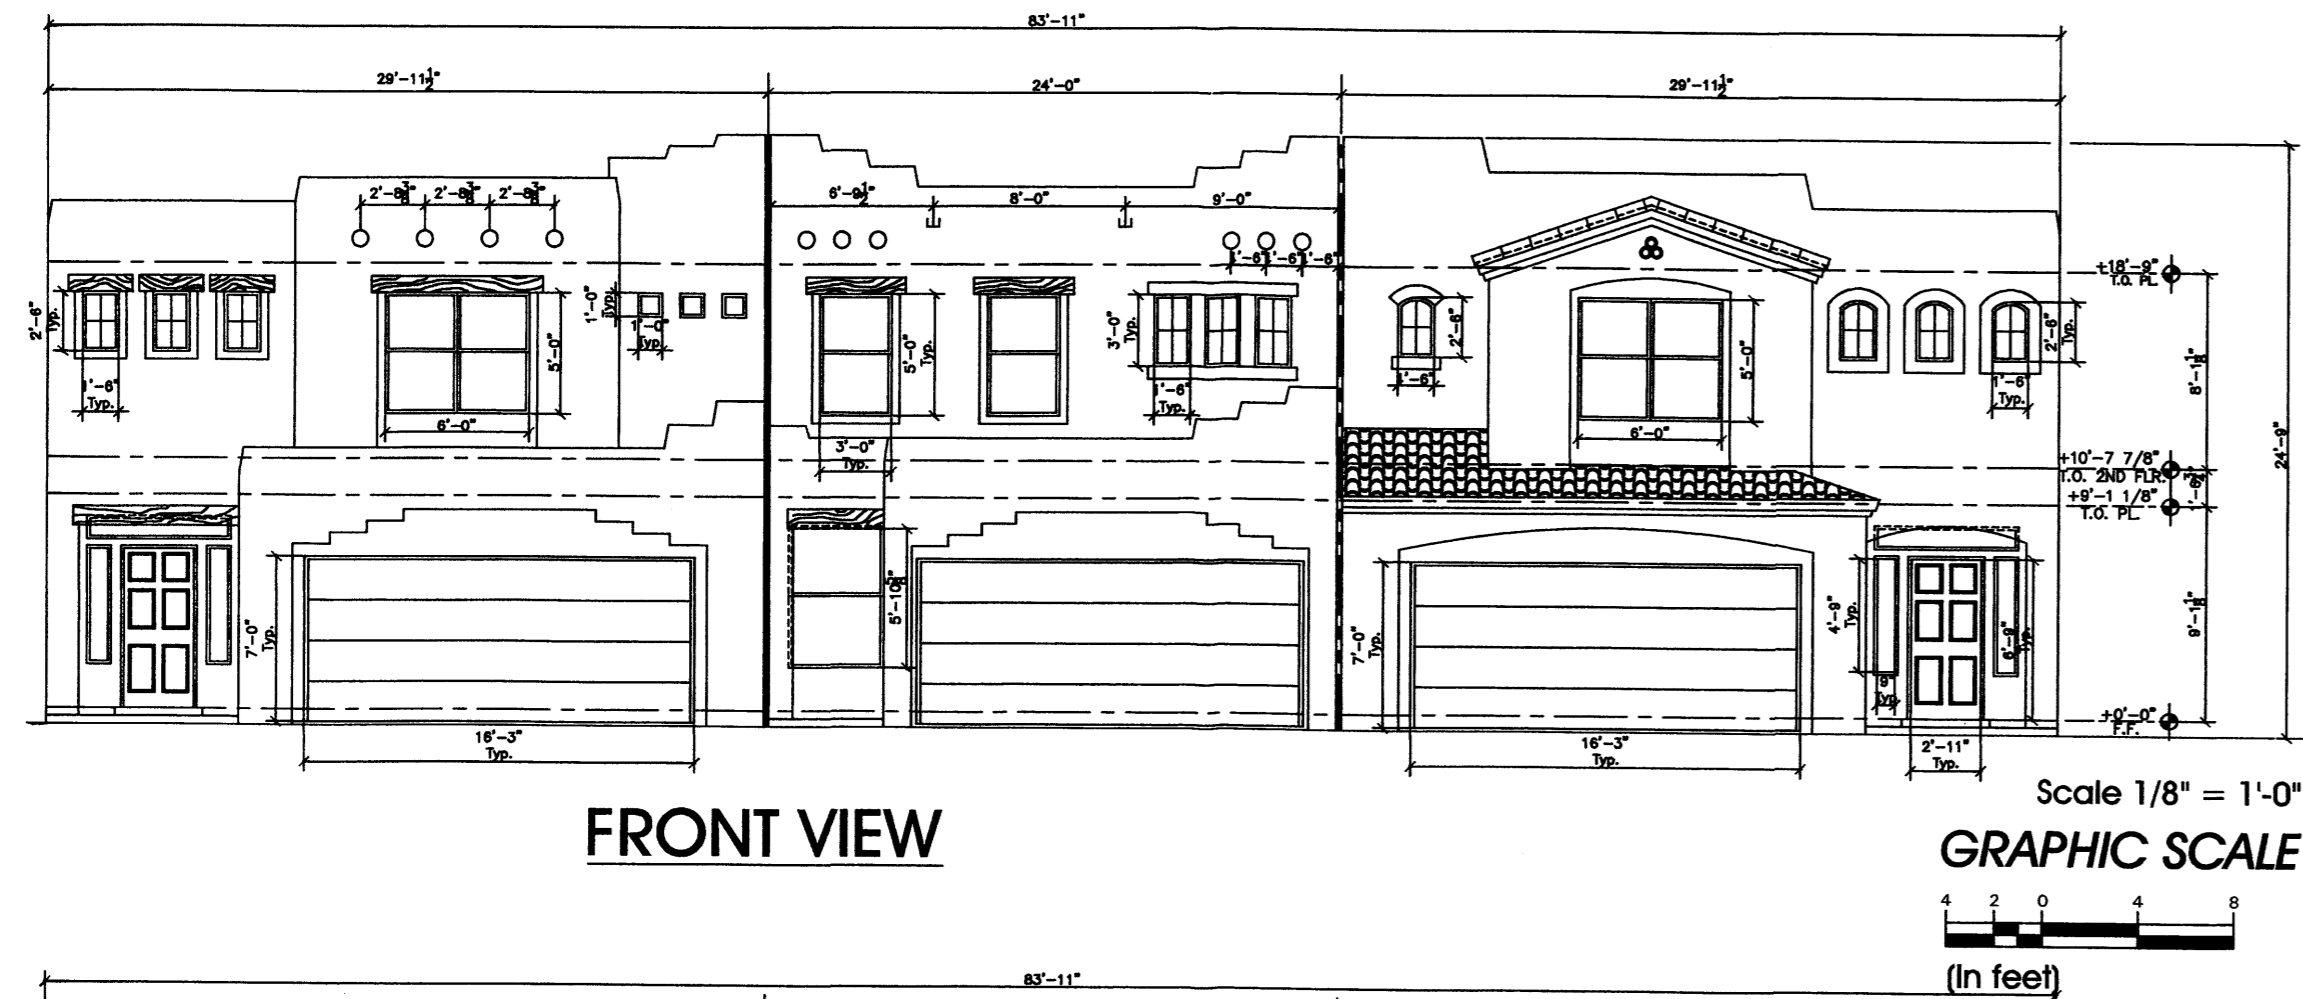 83'-11"
29'-11½"
24'-0"
29'-11½"
2'-8⅜"
2'-8⅜"
2'-8⅜"
6'-9½"
8'-0"
9'-0"
1'-6"
1'-6"
1'-6"
+18'-9"
T.O. PL.
2'-6"
Typ.
1'-6"
Typ.
6'-0"
5'-0"
1'-0"
Typ.
1'-0"
Typ.
5'-0"
Typ.
3'-0"
Typ.
3'-0"
Typ.
1'-6"
Typ.
2'-6"
1'-6"
5'-0"
6'-0"
2'-6"
Typ.
1'-6"
Typ.
8'-1⅛"
24'-9"
+10'-7 7/8"
T.O. 2ND FLR.
+9'-1 1/8"
T.O. PL.
7'-0"
Typ.
5'-10⅝"
7'-0"
Typ.
4'-9"
Typ.
9"
Typ.
6'-9"
Typ.
9'-1⅛"
+0'-0"
F.F.
16'-3"
Typ.
16'-3"
Typ.
2'-11"
Typ.
FRONT VIEW
Scale 1/8" = 1'-0"
GRAPHIC SCALE
4 2 0 4 8
(In feet)
83'-11"